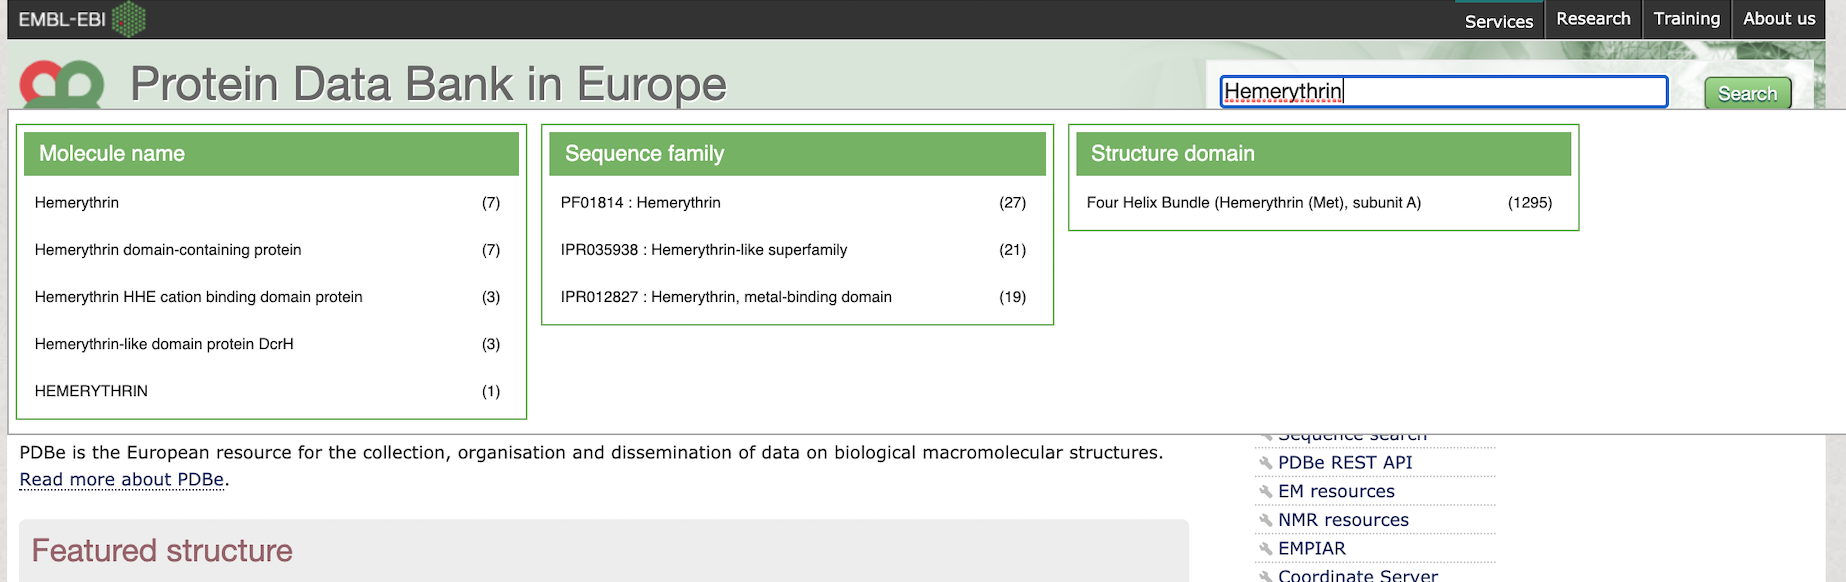 EMBL-EBI
Services
Research
Training
About us
Protein Data Bank in Europe
Hemerythrin
Search
Molecule name
Hemerythrin (7)
Hemerythrin domain-containing protein (7)
Hemerythrin HHE cation binding domain protein (3)
Hemerythrin-like domain protein DcrH (3)
HEMERYTHRIN (1)
Sequence family
PF01814 : Hemerythrin (27)
IPR035938 : Hemerythrin-like superfamily (21)
IPR012827 : Hemerythrin, metal-binding domain (19)
Structure domain
Four Helix Bundle (Hemerythrin (Met), subunit A) (1295)
PDBe is the European resource for the collection, organisation and dissemination of data on biological macromolecular structures.
Read more about PDBe.
Featured structure
Sequence search
PDBe REST API
EM resources
NMR resources
EMPIAR
Coordinate Server